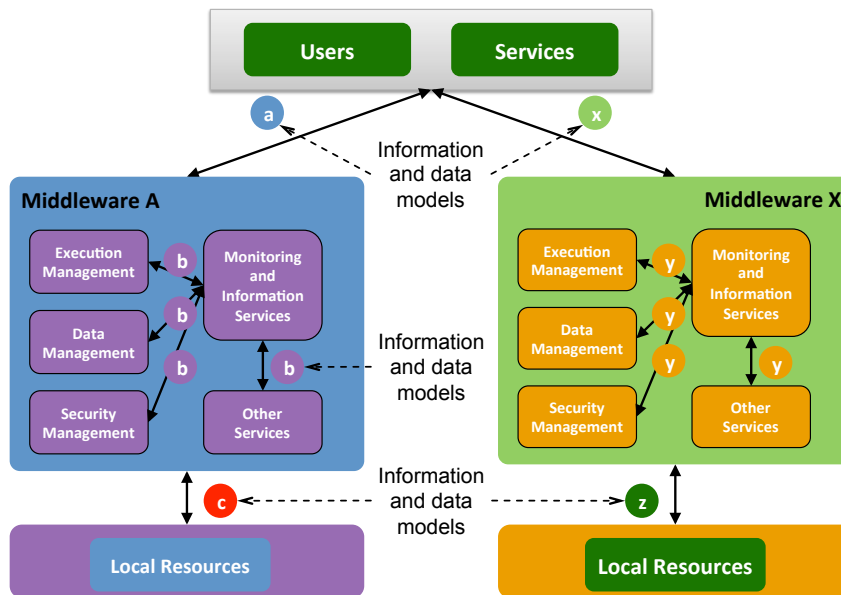 Users
Services
a
x
Information
and data
models
Middleware A
Middleware X
Execution
Management
b
Monitoring
and
Information
Services
b
Data
Management
b
Security
Management
b
Other
Services
Information
and data
models
Execution
Management
y
Monitoring
and
Information
Services
y
Data
Management
y
Security
Management
y
Other
Services
Information
and data
models
c
z
Local Resources
Local Resources